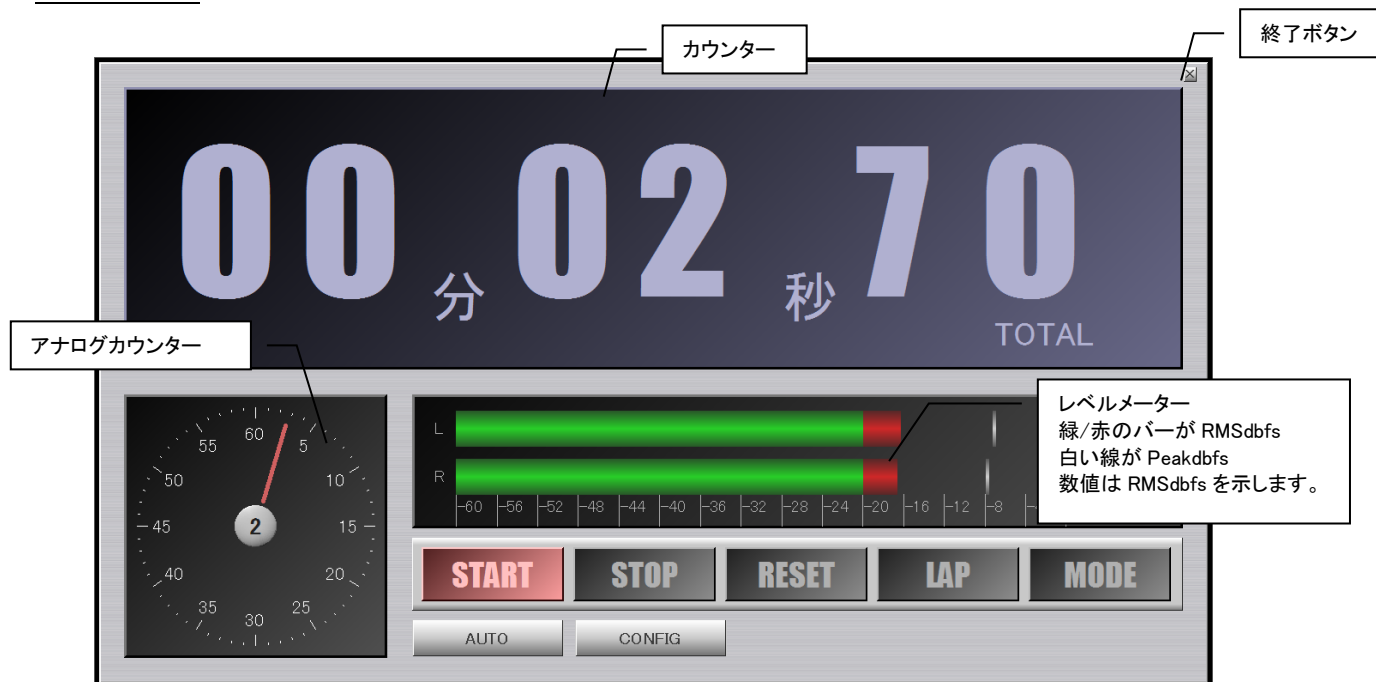 カウンター
終了ボタン
00 分 02 秒 70
TOTAL
アナログカウンター
レベルメーター
緑/赤のバーが RMSdbfs
白い線が Peakdbfs
数値は RMSdbfs を示します。
60
5
10
15
20
25
30
35
40
45
50
55
2
L
R
-60 -56 -52 -48 -44 -40 -36 -32 -28 -24 -20 -16 -12 -8
START STOP RESET LAP MODE
AUTO CONFIG